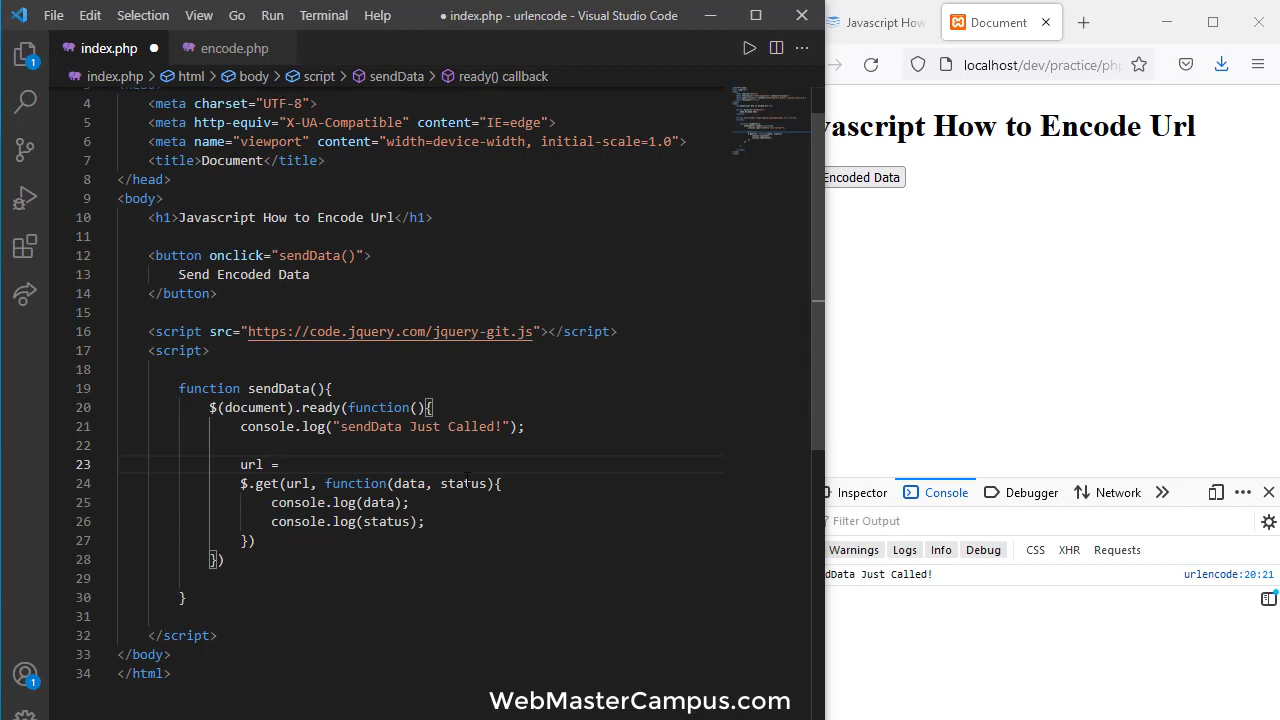 File Edit Selection View Go Run Terminal Help ● index.php - urlencode - Visual Studio Code
index.php ● encode.php
index.php > html > body > script > sendData > ready() callback
4 <meta charset="UTF-8">
5 <meta http-equiv="X-UA-Compatible" content="IE=edge">
6 <meta name="viewport" content="width=device-width, initial-scale=1.0">
7 <title>Document</title>
8 </head>
9 <body>
10 <h1>Javascript How to Encode Url</h1>
11
12 <button onclick="sendData()">
13 Send Encoded Data
14 </button>
15
16 <script src="https://code.jquery.com/jquery-git.js"></script>
17 <script>
18
19 function sendData(){
20 $(document).ready(function(){
21 console.log("sendData Just Called!");
22
23 url =
24 $.get(url, function(data, status){
25 console.log(data);
26 console.log(status);
27 })
28 })
29
30 }
31
32 </script>
33 </body>
34 </html>
1
1
WebMasterCampus.com
Javascript How
Document
localhost/dev/practice/php
vascript How to Encode Url
Encoded Data
Inspector Console Debugger Network
Filter Output
Warnings Logs Info Debug CSS XHR Requests
dData Just Called! urlencode:20:21